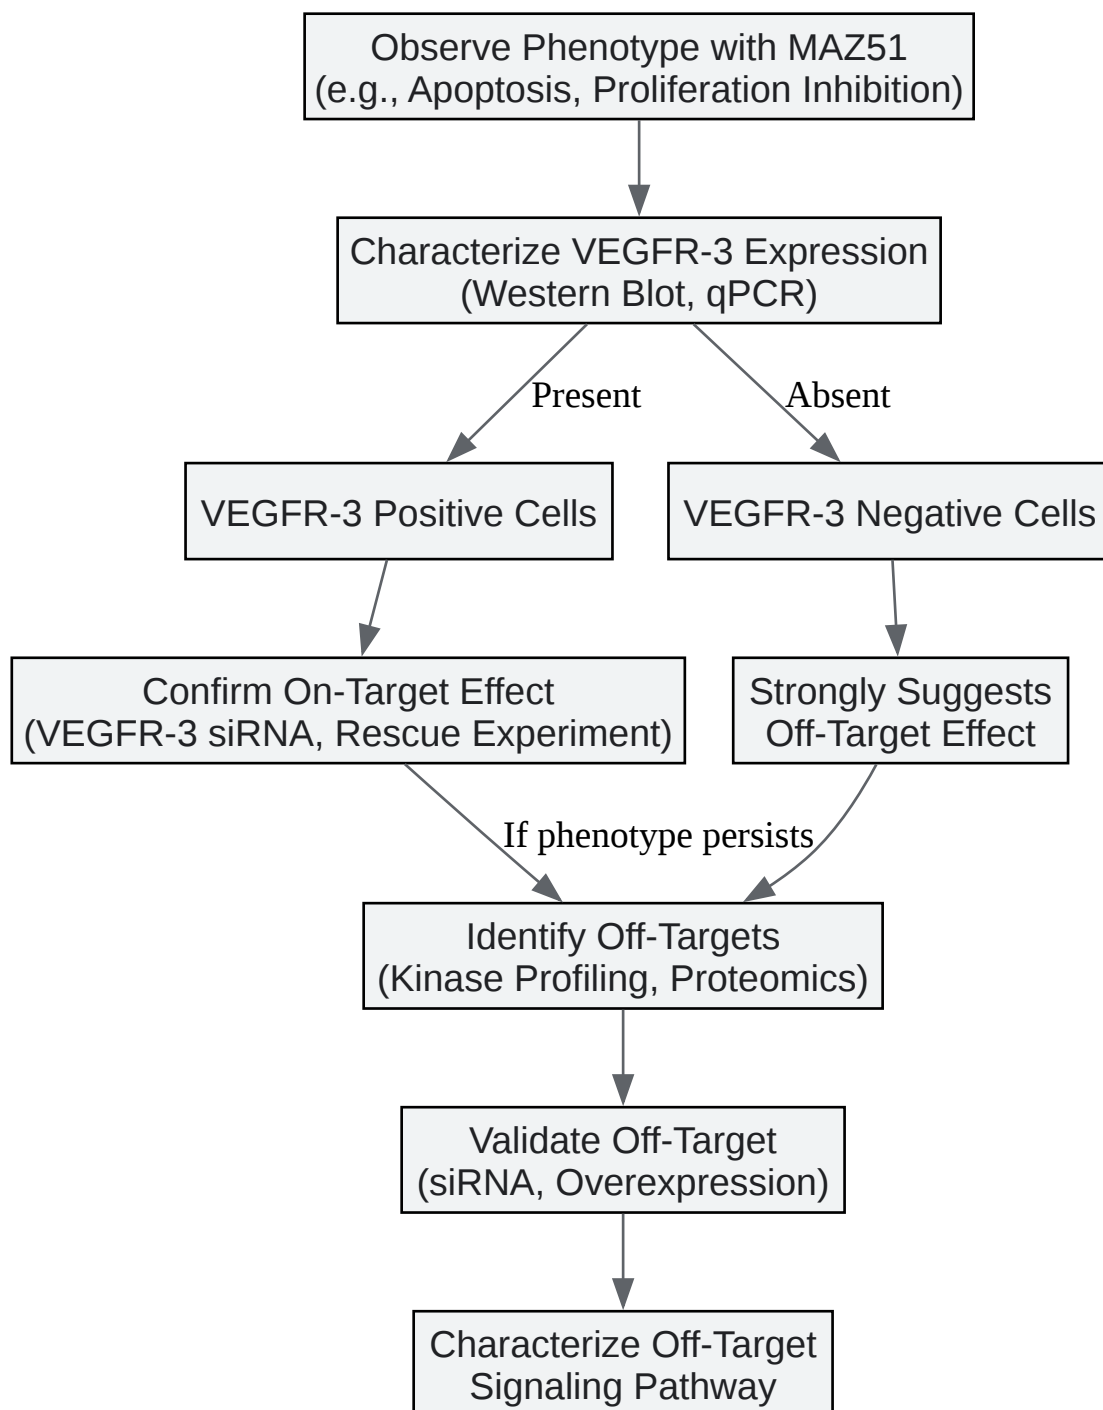 Observe Phenotype with MAZ51
(e.g., Apoptosis, Proliferation Inhibition)
Characterize VEGFR-3 Expression
(Western Blot, qPCR)
Present
Absent
VEGFR-3 Positive Cells
VEGFR-3 Negative Cells
Confirm On-Target Effect
(VEGFR-3 siRNA, Rescue Experiment)
Strongly Suggests
Off-Target Effect
If phenotype persists
Identify Off-Targets
(Kinase Profiling, Proteomics)
Validate Off-Target
(siRNA, Overexpression)
Characterize Off-Target
Signaling Pathway